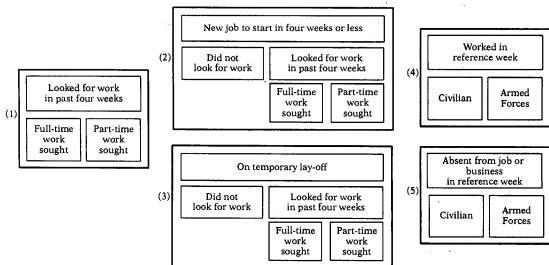 (1)
Looked for work
in past four weeks
Full-time
work
sought
Part-time
work
sought
(2)
New job to start in four weeks or less
Did not
look for work
Looked for work
in past four weeks
Full-time
work
sought
Part-time
work
sought
(3)
On temporary lay-off
Did not
look for work
Looked for work
in past four weeks
Full-time
work
sought
Part-time
work
sought
(4)
Worked in
reference week
Civilian
Armed
Forces
(5)
Absent from job or
business
in reference week
Civilian
Armed
Forces